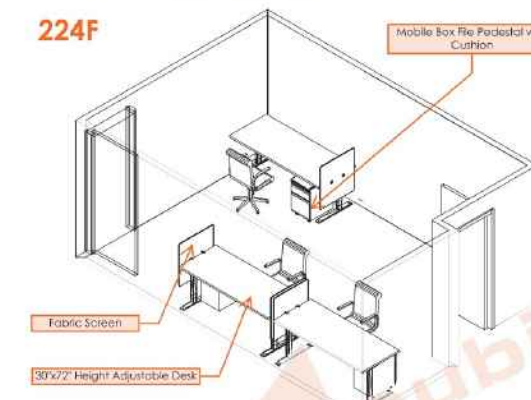 224F
Mobile Box File Pedestal
Cushion
Fabric Screen
30"x72" Height Adjustable Desk